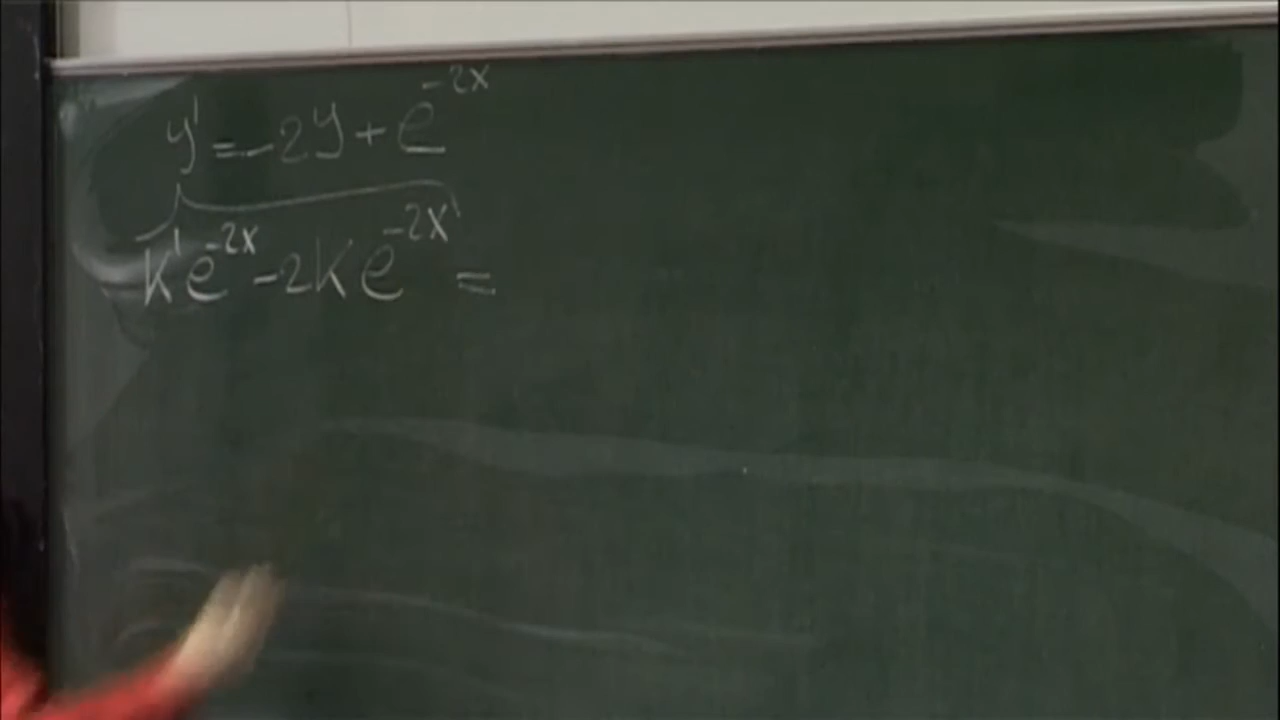 y' = -2y + e^{-2x}
k'e^{-2x} - 2ke^{-2x} =